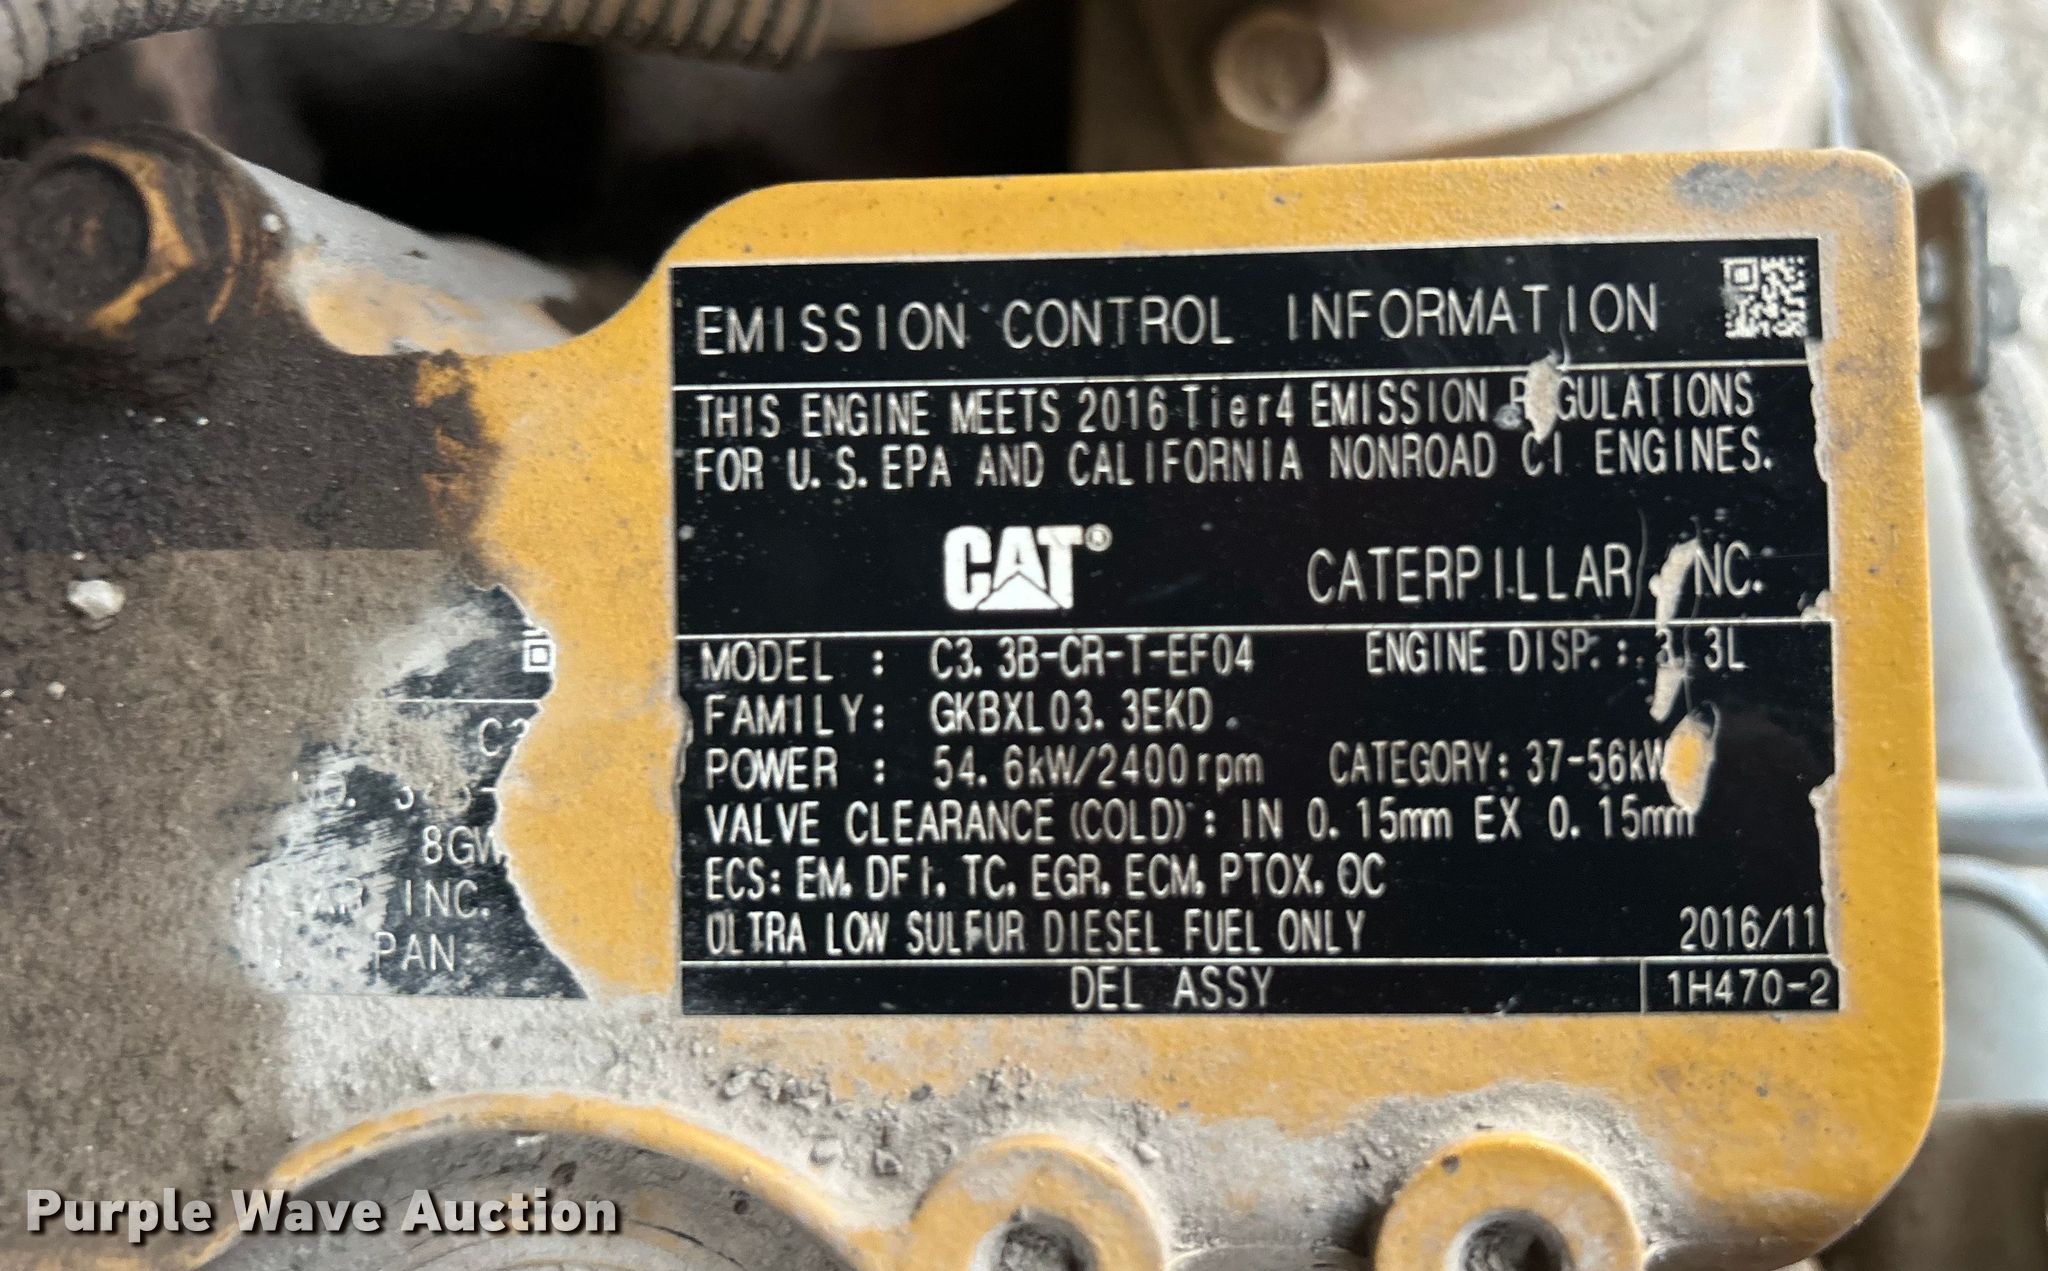 EMISSION CONTROL INFORMATION
THIS ENGINE MEETS 2016 Tier4 EMISSION REGULATIONS
FOR U.S.EPA AND CALIFORNIA NONROAD CI ENGINES.
CAT® CATERPILLAR INC.
MODEL : C3.3B-CR-T-EF04 ENGINE DISP.: 3.3L
FAMILY: GKBXL03.3EKD
POWER : 54.6kW/2400rpm CATEGORY: 37-56kW
VALVE CLEARANCE (COLD): IN 0.15mm EX 0.15mm
ECS: EM. DFI. TC. EGR. ECM. PTOX. OC
ULTRA LOW SULFUR DIESEL FUEL ONLY 2016/11
DEL ASSY 1H470-2
8GW
INC.
PAN
Purple Wave Auction